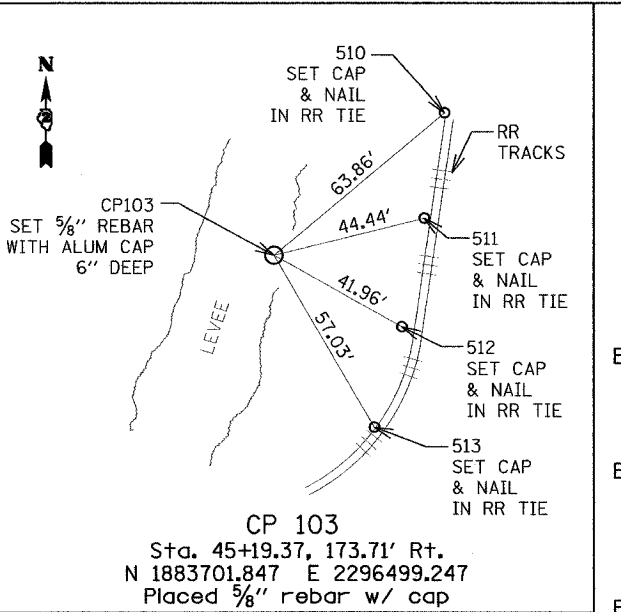 N
510
SET CAP
& NAIL
IN RR TIE
RR
TRACKS
63.86'
CP103
SET 5/8" REBAR
WITH ALUM CAP
6" DEEP
44.44'
511
SET CAP
& NAIL
IN RR TIE
41.96'
LEVEE
57.03'
512
SET CAP
& NAIL
IN RR TIE
513
SET CAP
& NAIL
IN RR TIE
CP 103
Sta. 45+19.37, 173.71' Rt.
N 1883701.847 E 2296499.247
Placed 5/8" rebar w/ cap